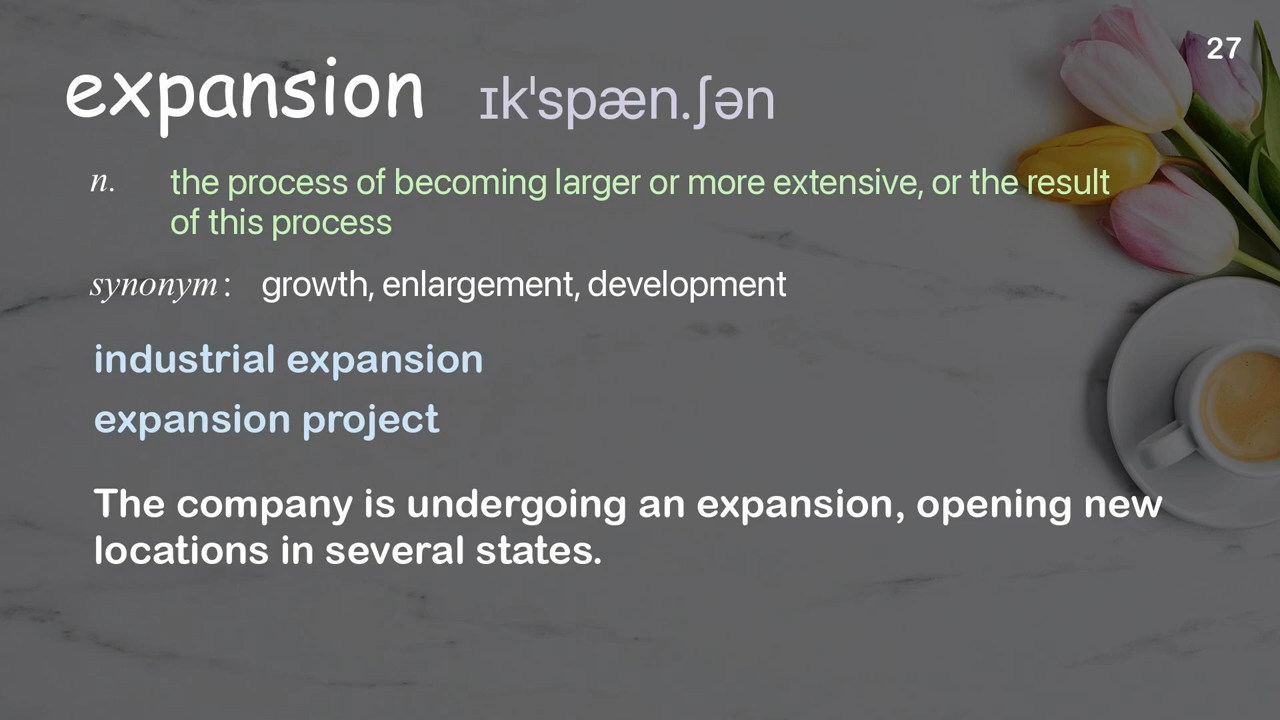 27
expansion ɪkˈspæn.ʃən
n. the process of becoming larger or more extensive, or the result
of this process
synonym : growth, enlargement, development
industrial expansion
expansion project
The company is undergoing an expansion, opening new
locations in several states.